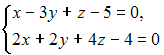 x − 3y + z − 5 = 0,
2x + 2y + 4z − 4 = 0